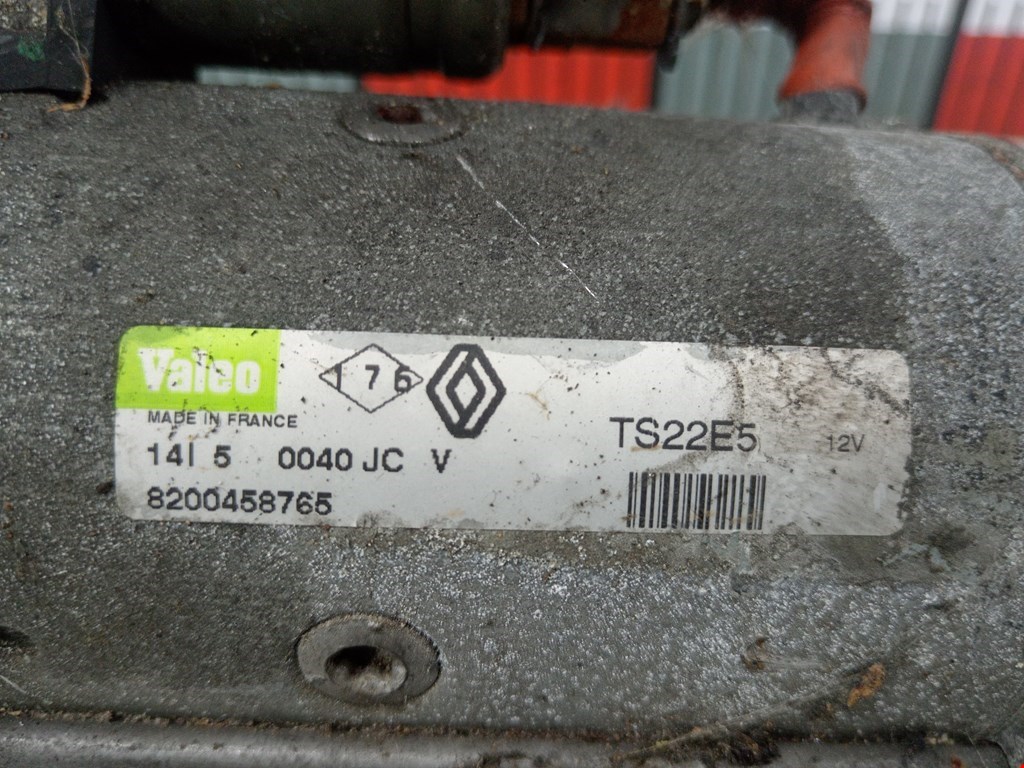 Valeo
176
MADE IN FRANCE
14I 5 0040 JC V
8200458765
TS22E5
12V